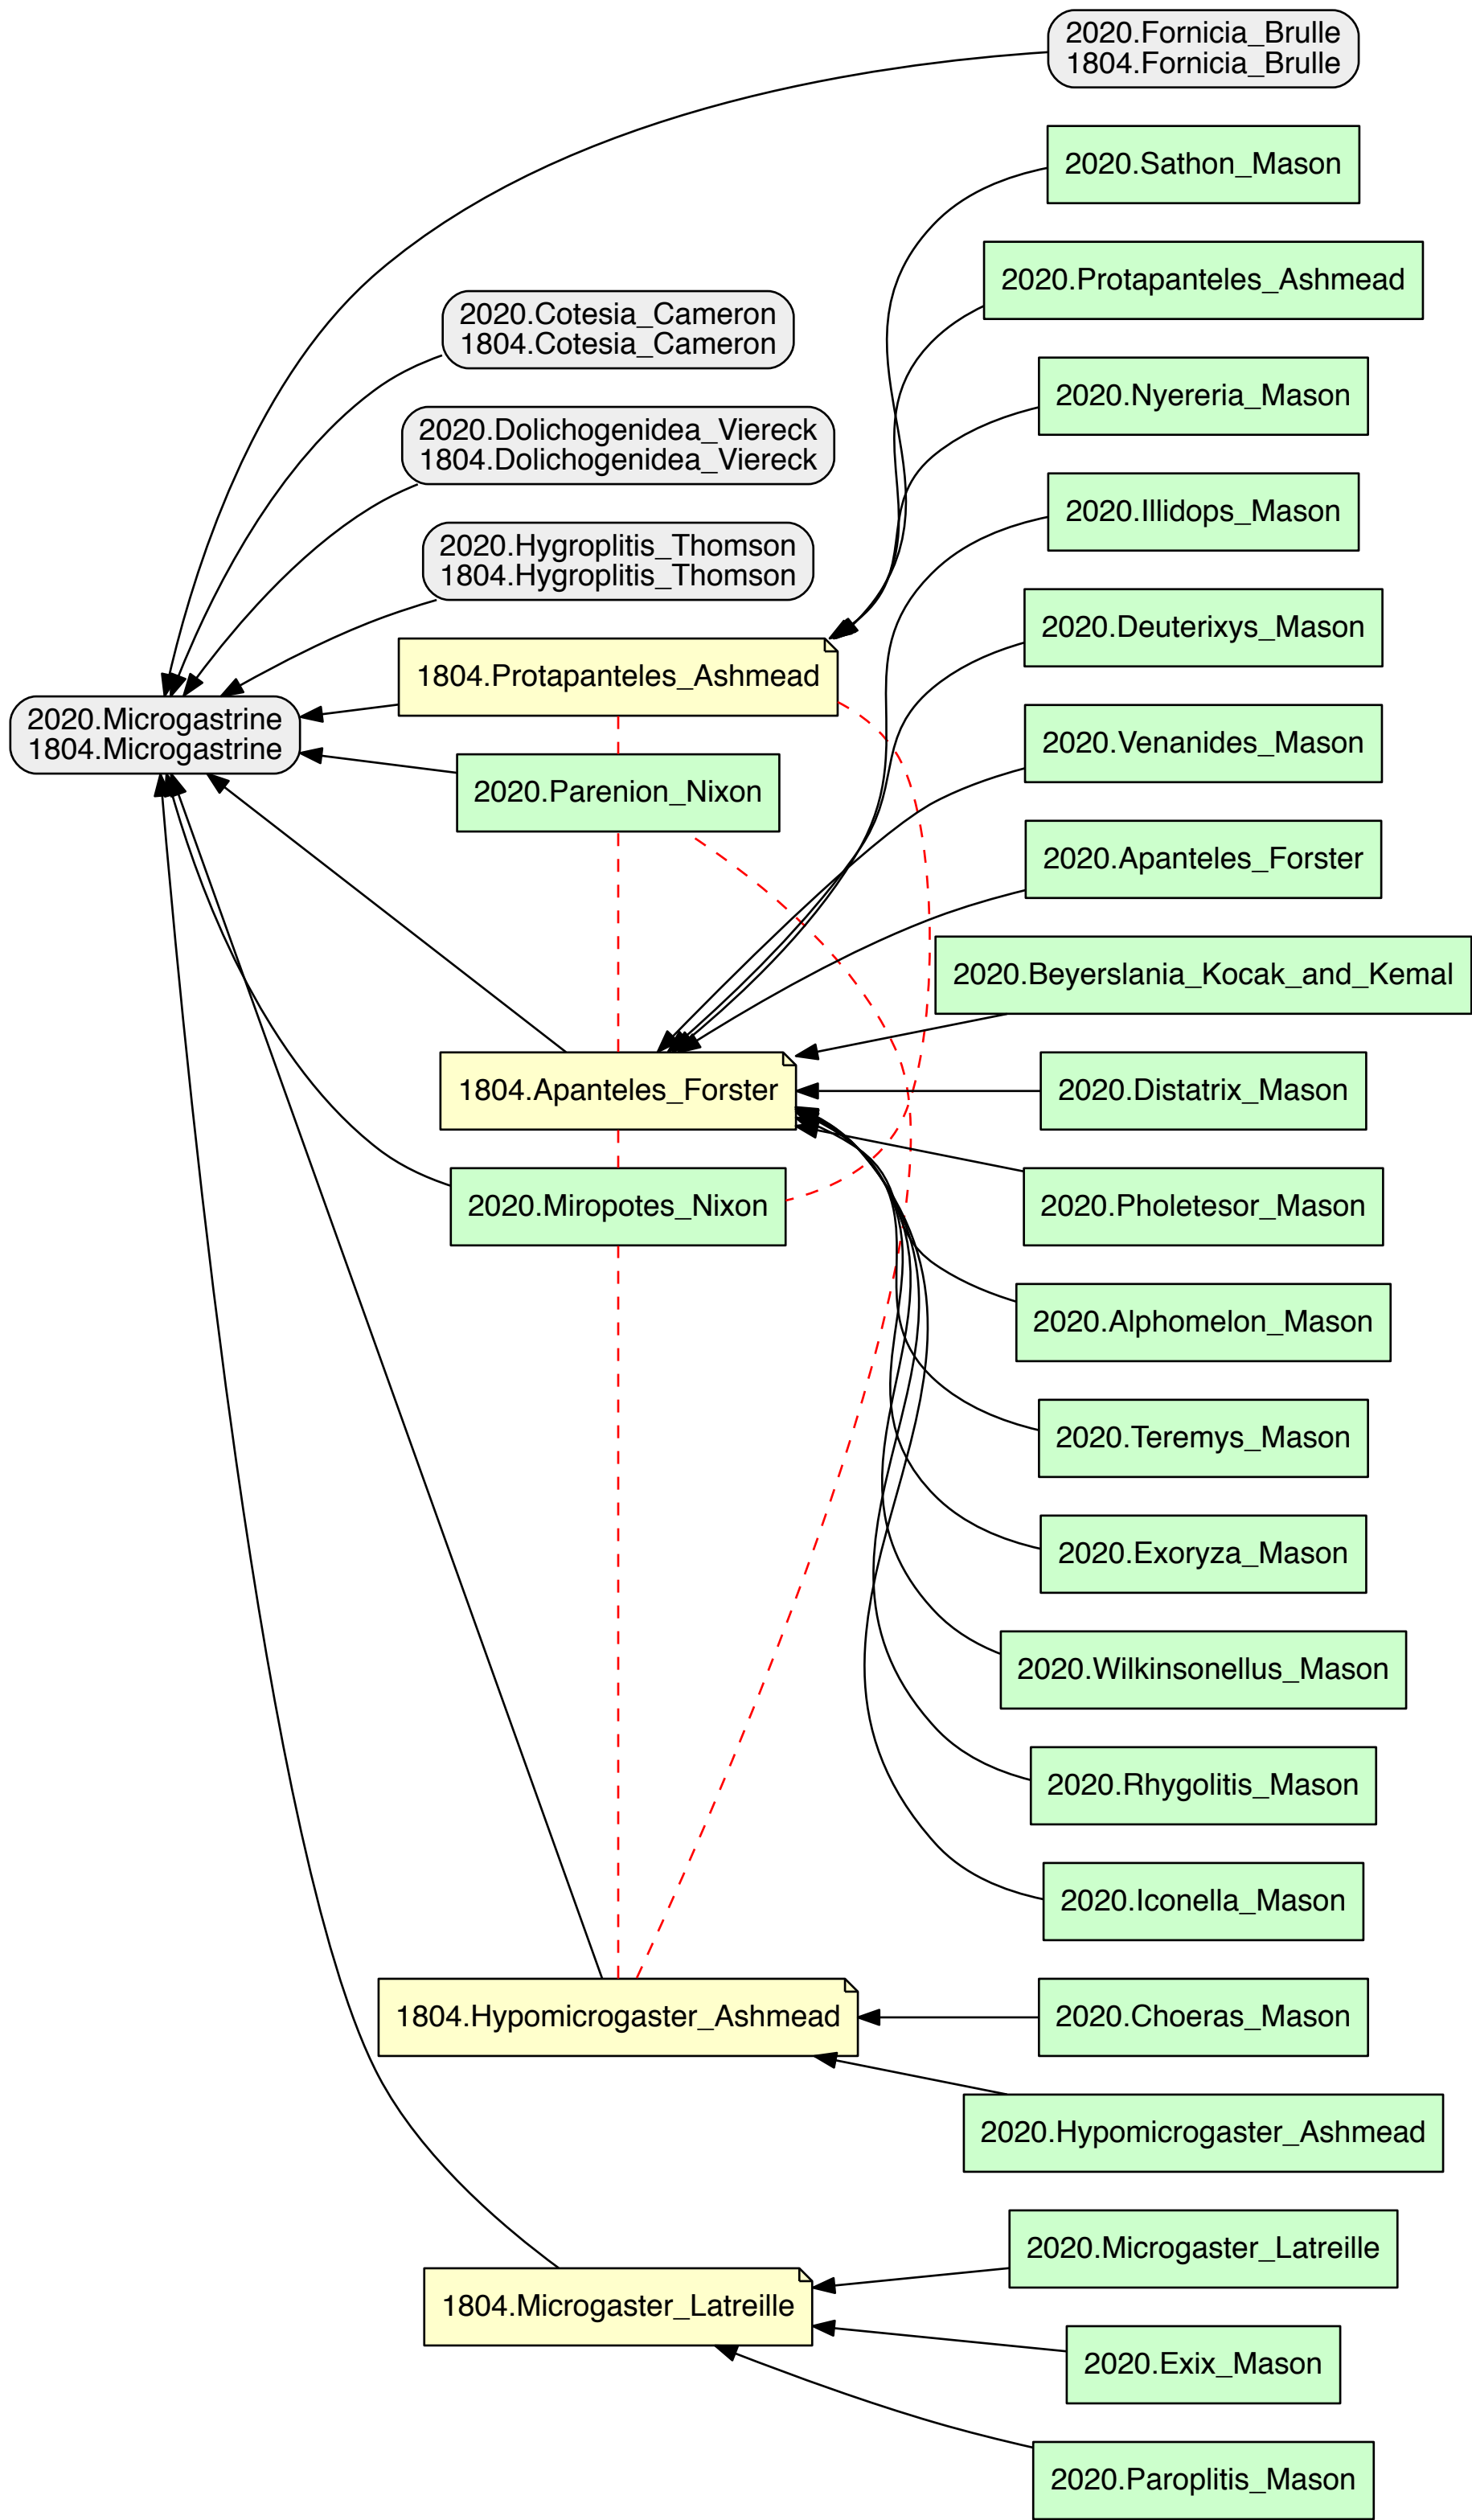 2020.Fornicia_Brulle
1804.Fornicia_Brulle
2020.Sathon_Mason
2020.Protapanteles_Ashmead
2020.Cotesia_Cameron
1804.Cotesia_Cameron
2020.Nyereria_Mason
2020.Dolichogenidea_Viereck
1804.Dolichogenidea_Viereck
2020.Illidops_Mason
2020.Hygroplitis_Thomson
1804.Hygroplitis_Thomson
2020.Deuterixys_Mason
1804.Protapanteles_Ashmead
2020.Microgastrine
1804.Microgastrine
2020.Venanides_Mason
2020.Parenion_Nixon
2020.Apanteles_Forster
2020.Beyerslania_Kocak_and_Kemal
1804.Apanteles_Forster
2020.Distatrix_Mason
2020.Miropotes_Nixon
2020.Pholetesor_Mason
2020.Alphomelon_Mason
2020.Teremys_Mason
2020.Exoryza_Mason
2020.Wilkinsonellus_Mason
2020.Rhygolitis_Mason
2020.Iconella_Mason
1804.Hypomicrogaster_Ashmead
2020.Choeras_Mason
2020.Hypomicrogaster_Ashmead
2020.Microgaster_Latreille
1804.Microgaster_Latreille
2020.Exix_Mason
2020.Paroplitis_Mason